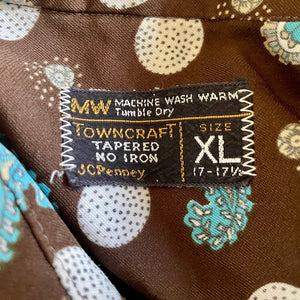 MW MACHINE WASH WARM
Tumble Dry
TOWNCRAFT
TAPERED
NO IRON
JCPenney
SIZE
XL
17-17½